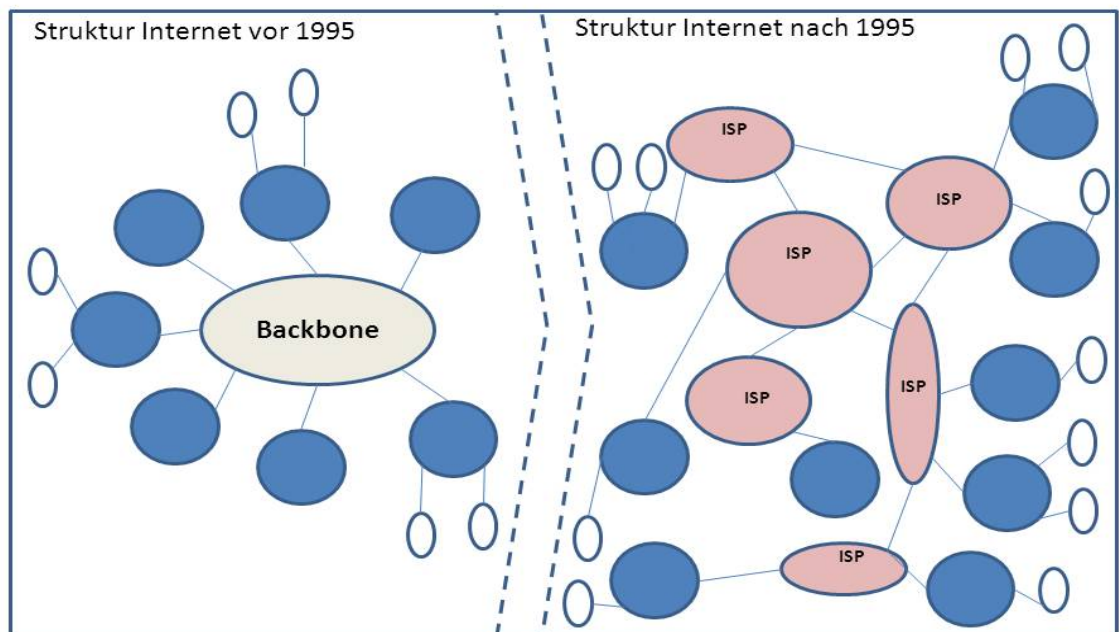 Struktur Internet vor 1995
Backbone
Struktur Internet nach 1995
ISP
ISP
ISP
ISP
ISP
ISP